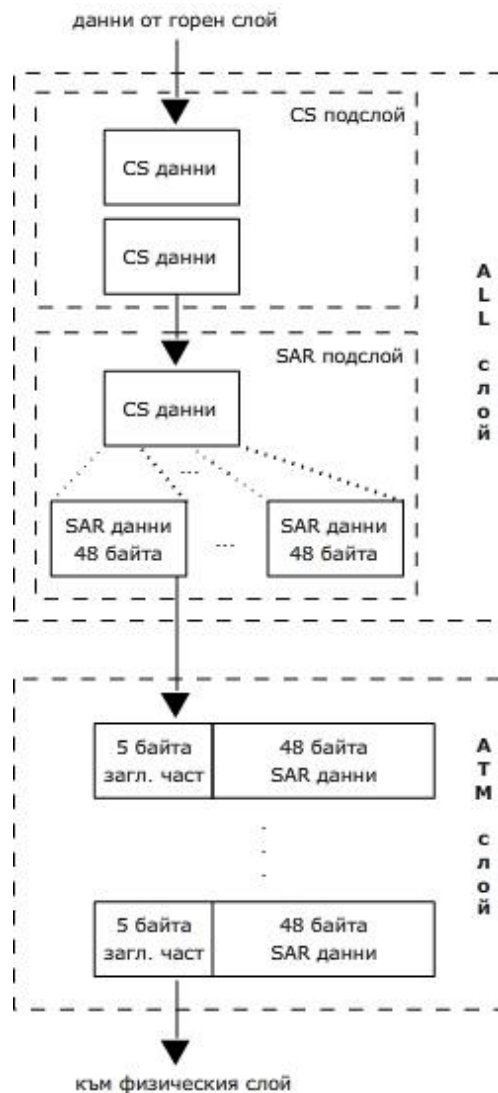 данни от горен слой
CS подслой
CS данни
CS данни
SAR подслой
CS данни
...
SAR данни
48 байта
...
SAR данни
48 байта
ALL слой
5 байта
загл. част
48 байта
SAR данни
5 байта
загл. част
48 байта
SAR данни
ATM слой
към физическия слой